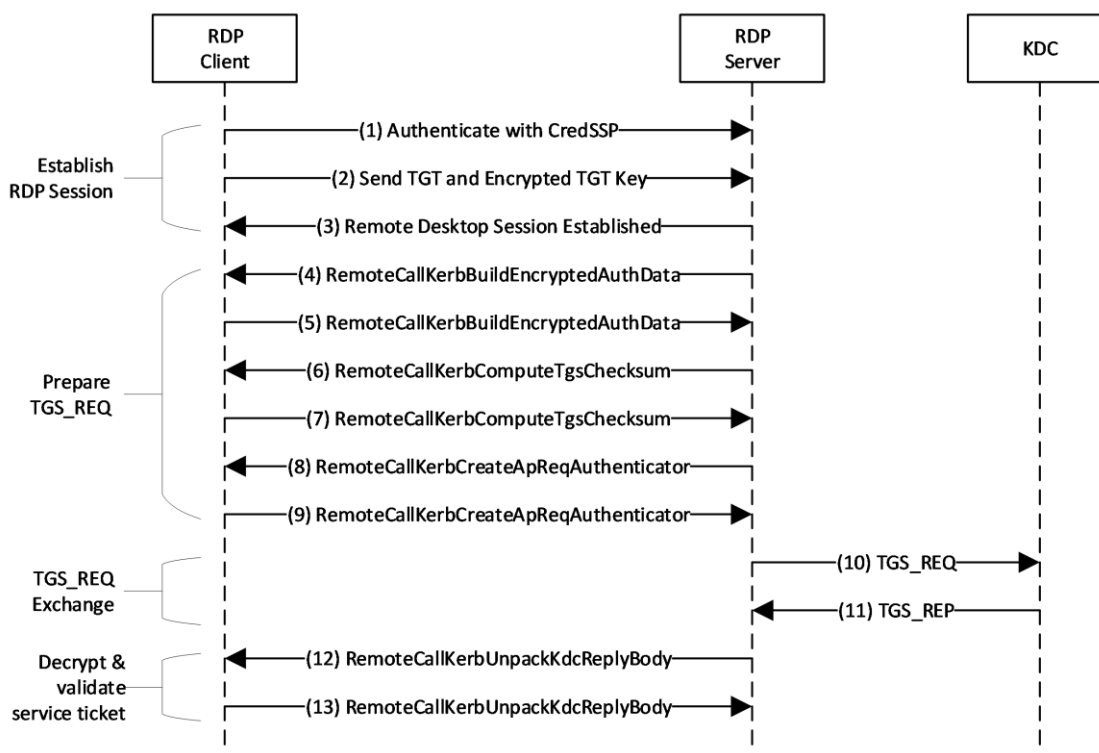 RDP
Client
RDP
Server
KDC
(1) Authenticate with CredSSP
Establish
RDP Session
(2) Send TGT and Encrypted TGT Key
(3) Remote Desktop Session Established
(4) RemoteCallKerbBuildEncryptedAuthData
(5) RemoteCallKerbBuildEncryptedAuthData
(6) RemoteCallKerbComputeTgsChecksum
Prepare
TGS_REQ
(7) RemoteCallKerbComputeTgsChecksum
(8) RemoteCallKerbCreateApReqAuthenticator
(9) RemoteCallKerbCreateApReqAuthenticator
TGS_REQ
Exchange
(10) TGS_REQ
(11) TGS_REP
Decrypt &
validate
service ticket
(12) RemoteCallKerbUnpackKdcReplyBody
(13) RemoteCallKerbUnpackKdcReplyBody